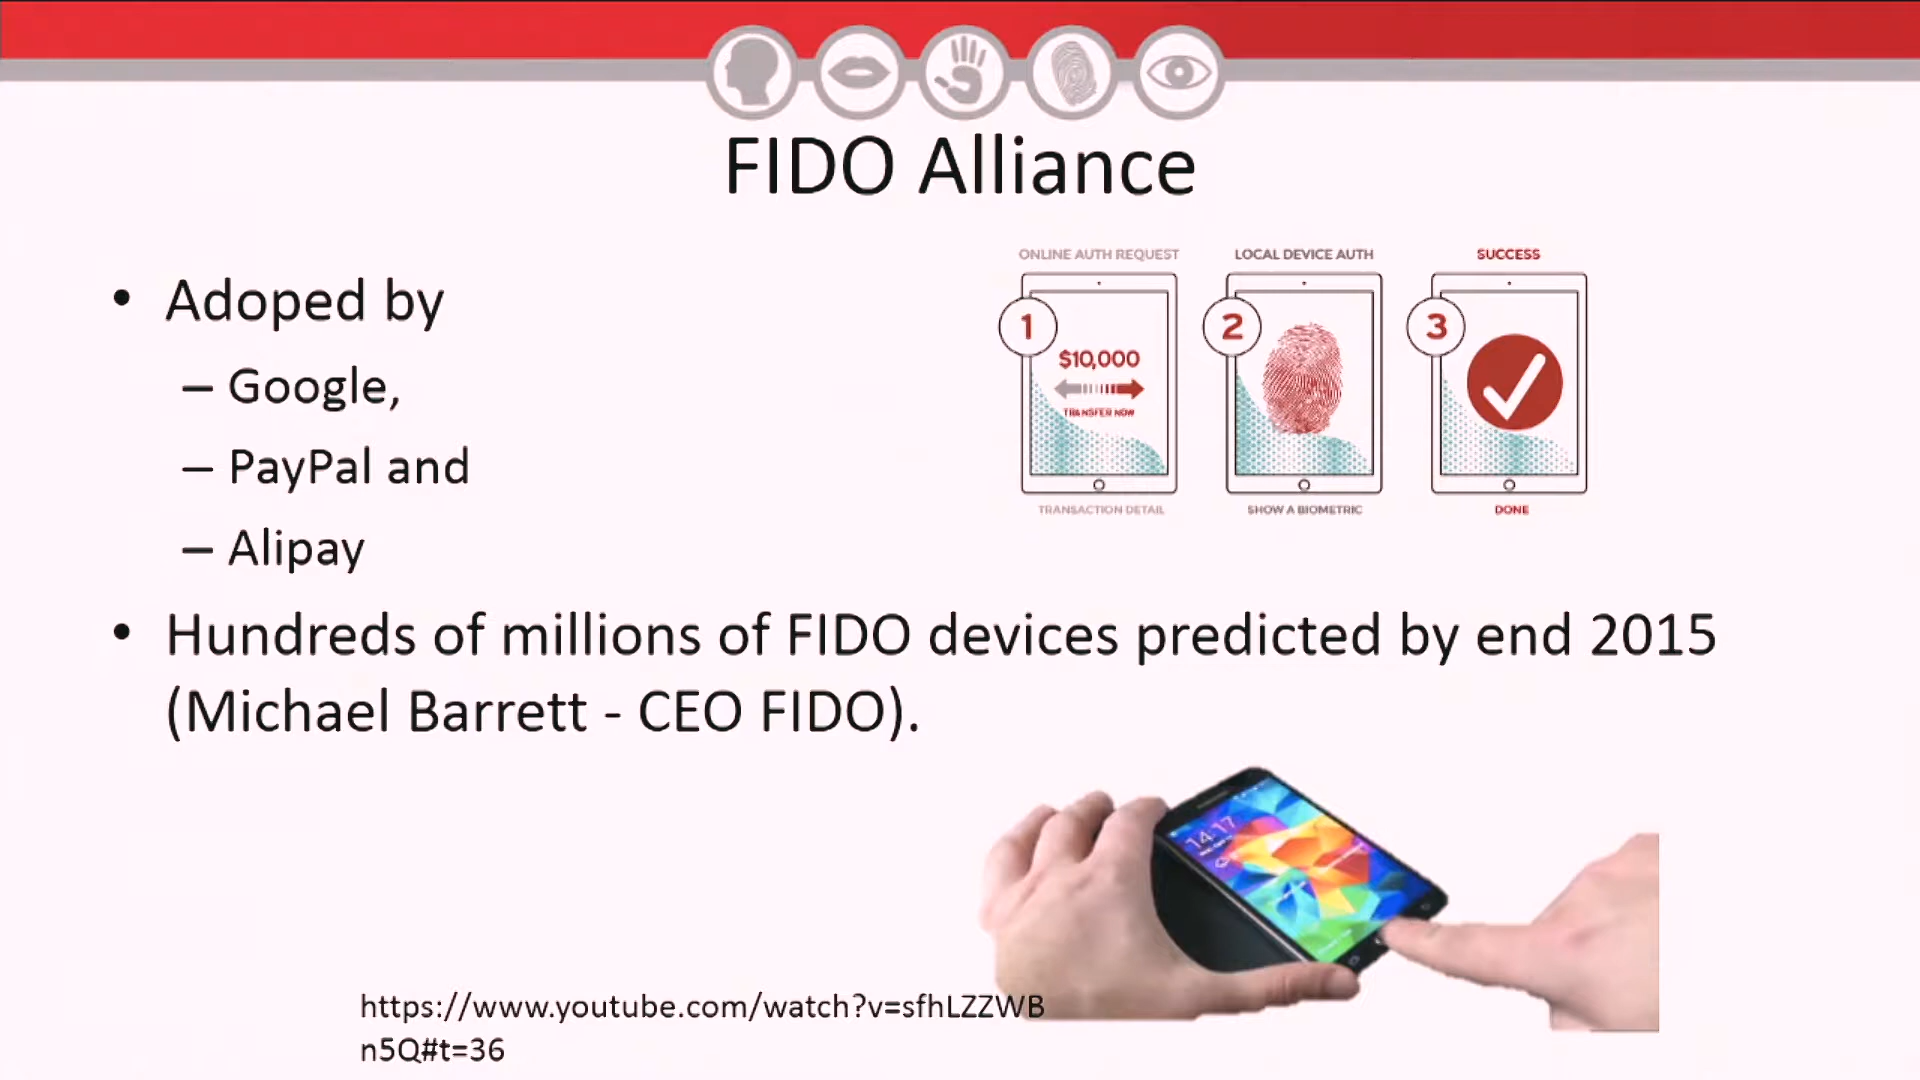 FIDO Alliance
• Adoped by
– Google,
– PayPal and
– Alipay
ONLINE AUTH REQUEST
1
$10,000
TRANSFER NOW
TRANSACTION DETAIL
LOCAL DEVICE AUTH
2
SHOW A BIOMETRIC
SUCCESS
3
DONE
• Hundreds of millions of FIDO devices predicted by end 2015
(Michael Barrett - CEO FIDO).
14:17
https://www.youtube.com/watch?v=sfhLZZWB
n5Q#t=36